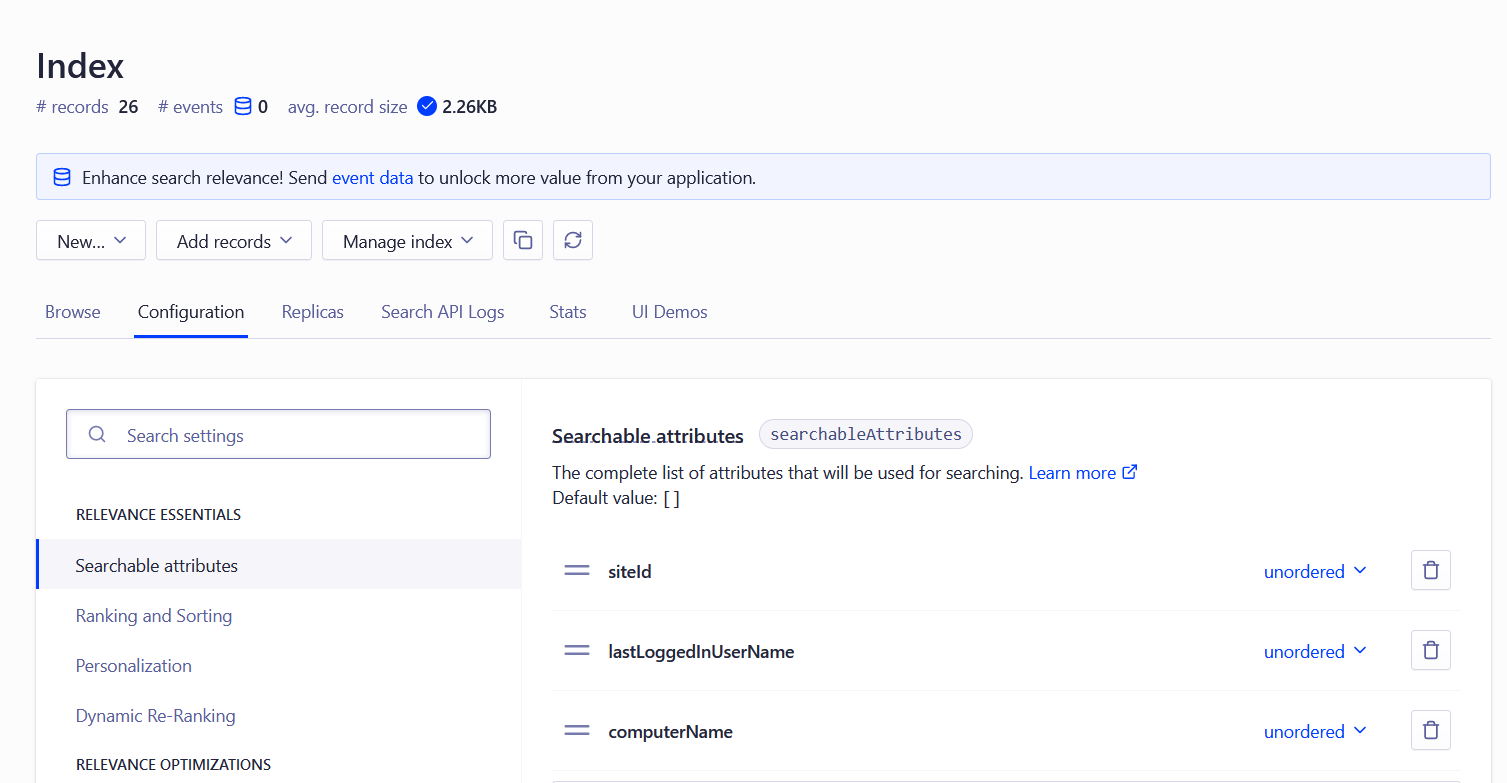 Index
# records 26 # events 0 avg. record size 2.26KB
Enhance search relevance! Send event data to unlock more value from your application.
New... Add records Manage index
Browse Configuration Replicas Search API Logs Stats UI Demos
Search settings
RELEVANCE ESSENTIALS
Searchable attributes
Ranking and Sorting
Personalization
Dynamic Re-Ranking
RELEVANCE OPTIMIZATIONS
Searchable attributes searchableAttributes
The complete list of attributes that will be used for searching. Learn more
Default value: [ ]
siteId unordered
lastLoggedInUserName unordered
computerName unordered